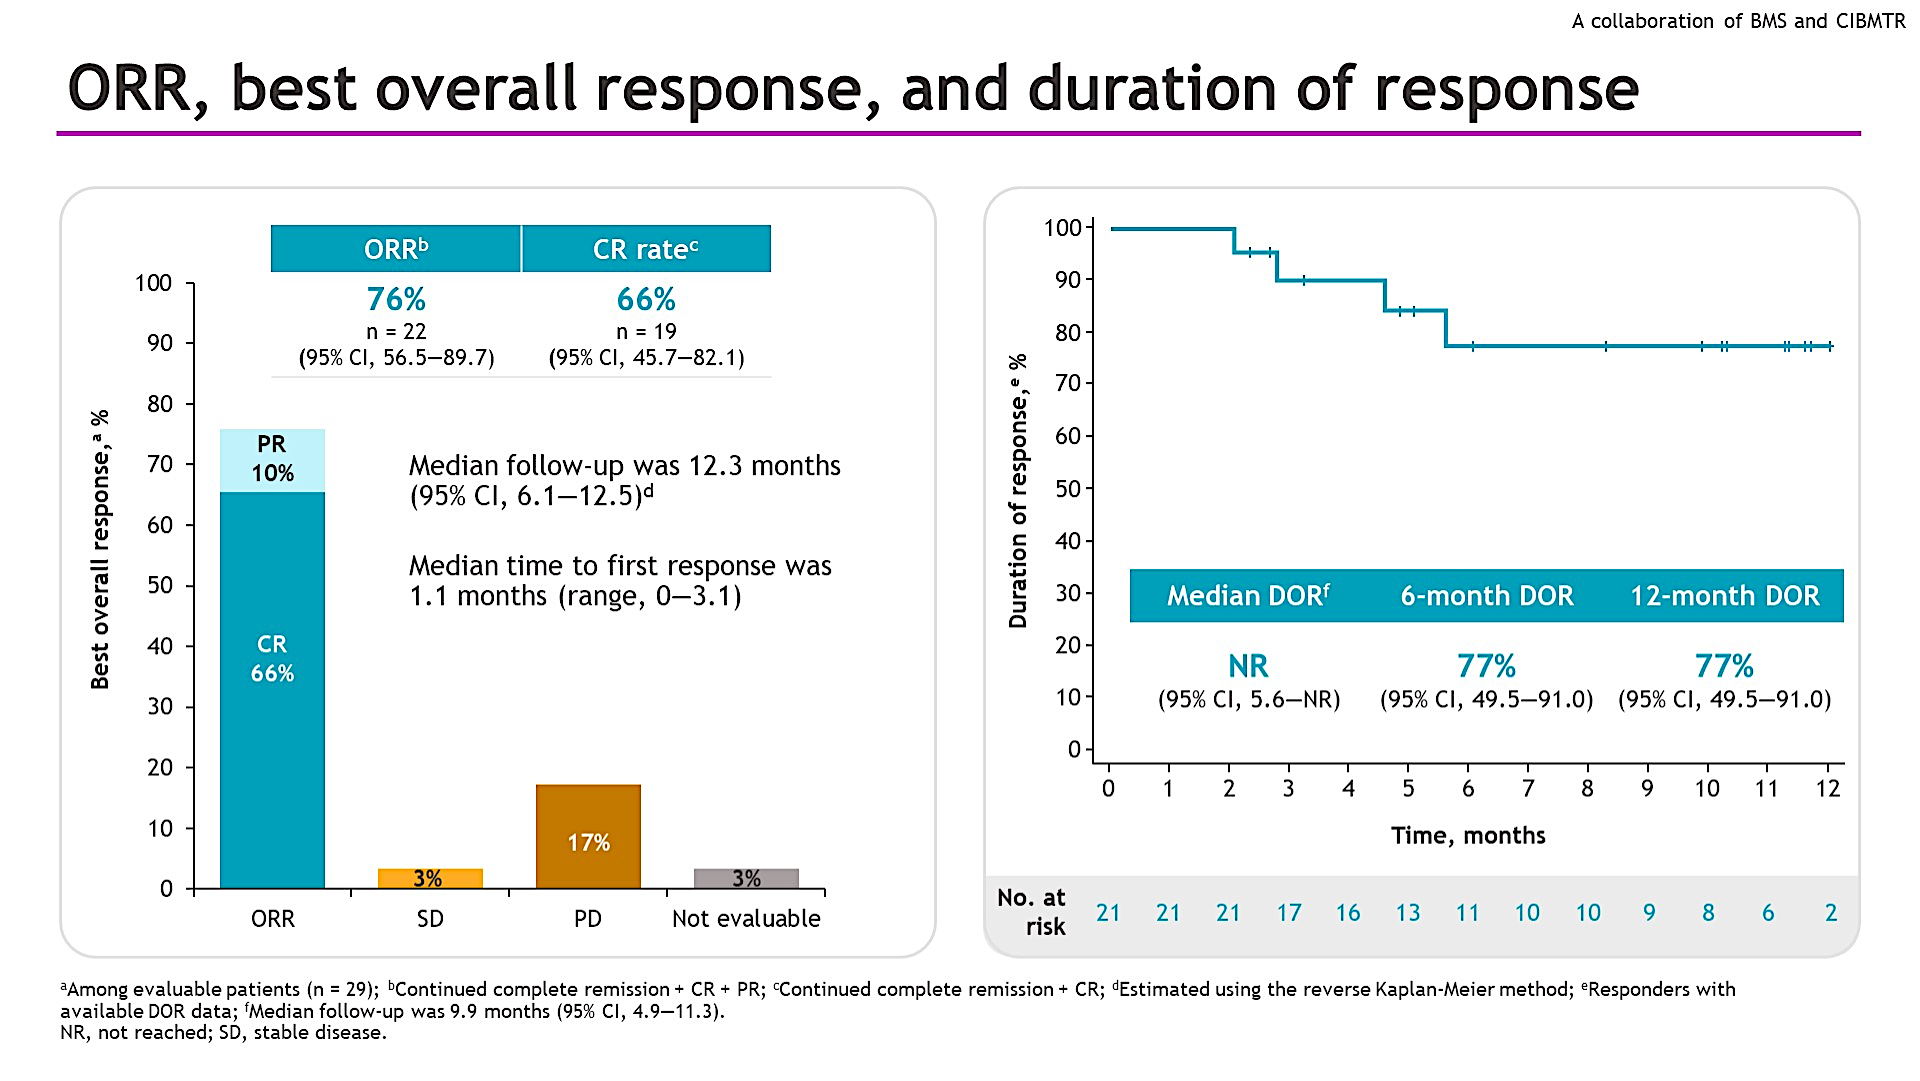 A collaboration of BMS and CIBMTR
ORR, best overall response, and duration of response
ORRᵇ CR rateᶜ
76% 66%
n = 22 n = 19
(95% CI, 56.5—89.7) (95% CI, 45.7—82.1)
Best overall response,ᵃ %
100
90
80
70
60
50
40
30
20
10
0
PR
10%
CR
66%
3%
17%
3%
ORR SD PD Not evaluable
Median follow-up was 12.3 months
(95% CI, 6.1—12.5)ᵈ
Median time to first response was
1.1 months (range, 0—3.1)
Duration of response,ᵉ %
100
90
80
70
60
50
40
30
20
10
0
Median DORᶠ 6-month DOR 12-month DOR
NR 77% 77%
(95% CI, 5.6—NR) (95% CI, 49.5—91.0) (95% CI, 49.5—91.0)
0 1 2 3 4 5 6 7 8 9 10 11 12
Time, months
No. at
risk
21 21 21 17 16 13 11 10 10 9 8 6 2
ᵃAmong evaluable patients (n = 29); ᵇContinued complete remission + CR + PR; ᶜContinued complete remission + CR; ᵈEstimated using the reverse Kaplan-Meier method; ᵉResponders with
available DOR data; ᶠMedian follow-up was 9.9 months (95% CI, 4.9—11.3).
NR, not reached; SD, stable disease.